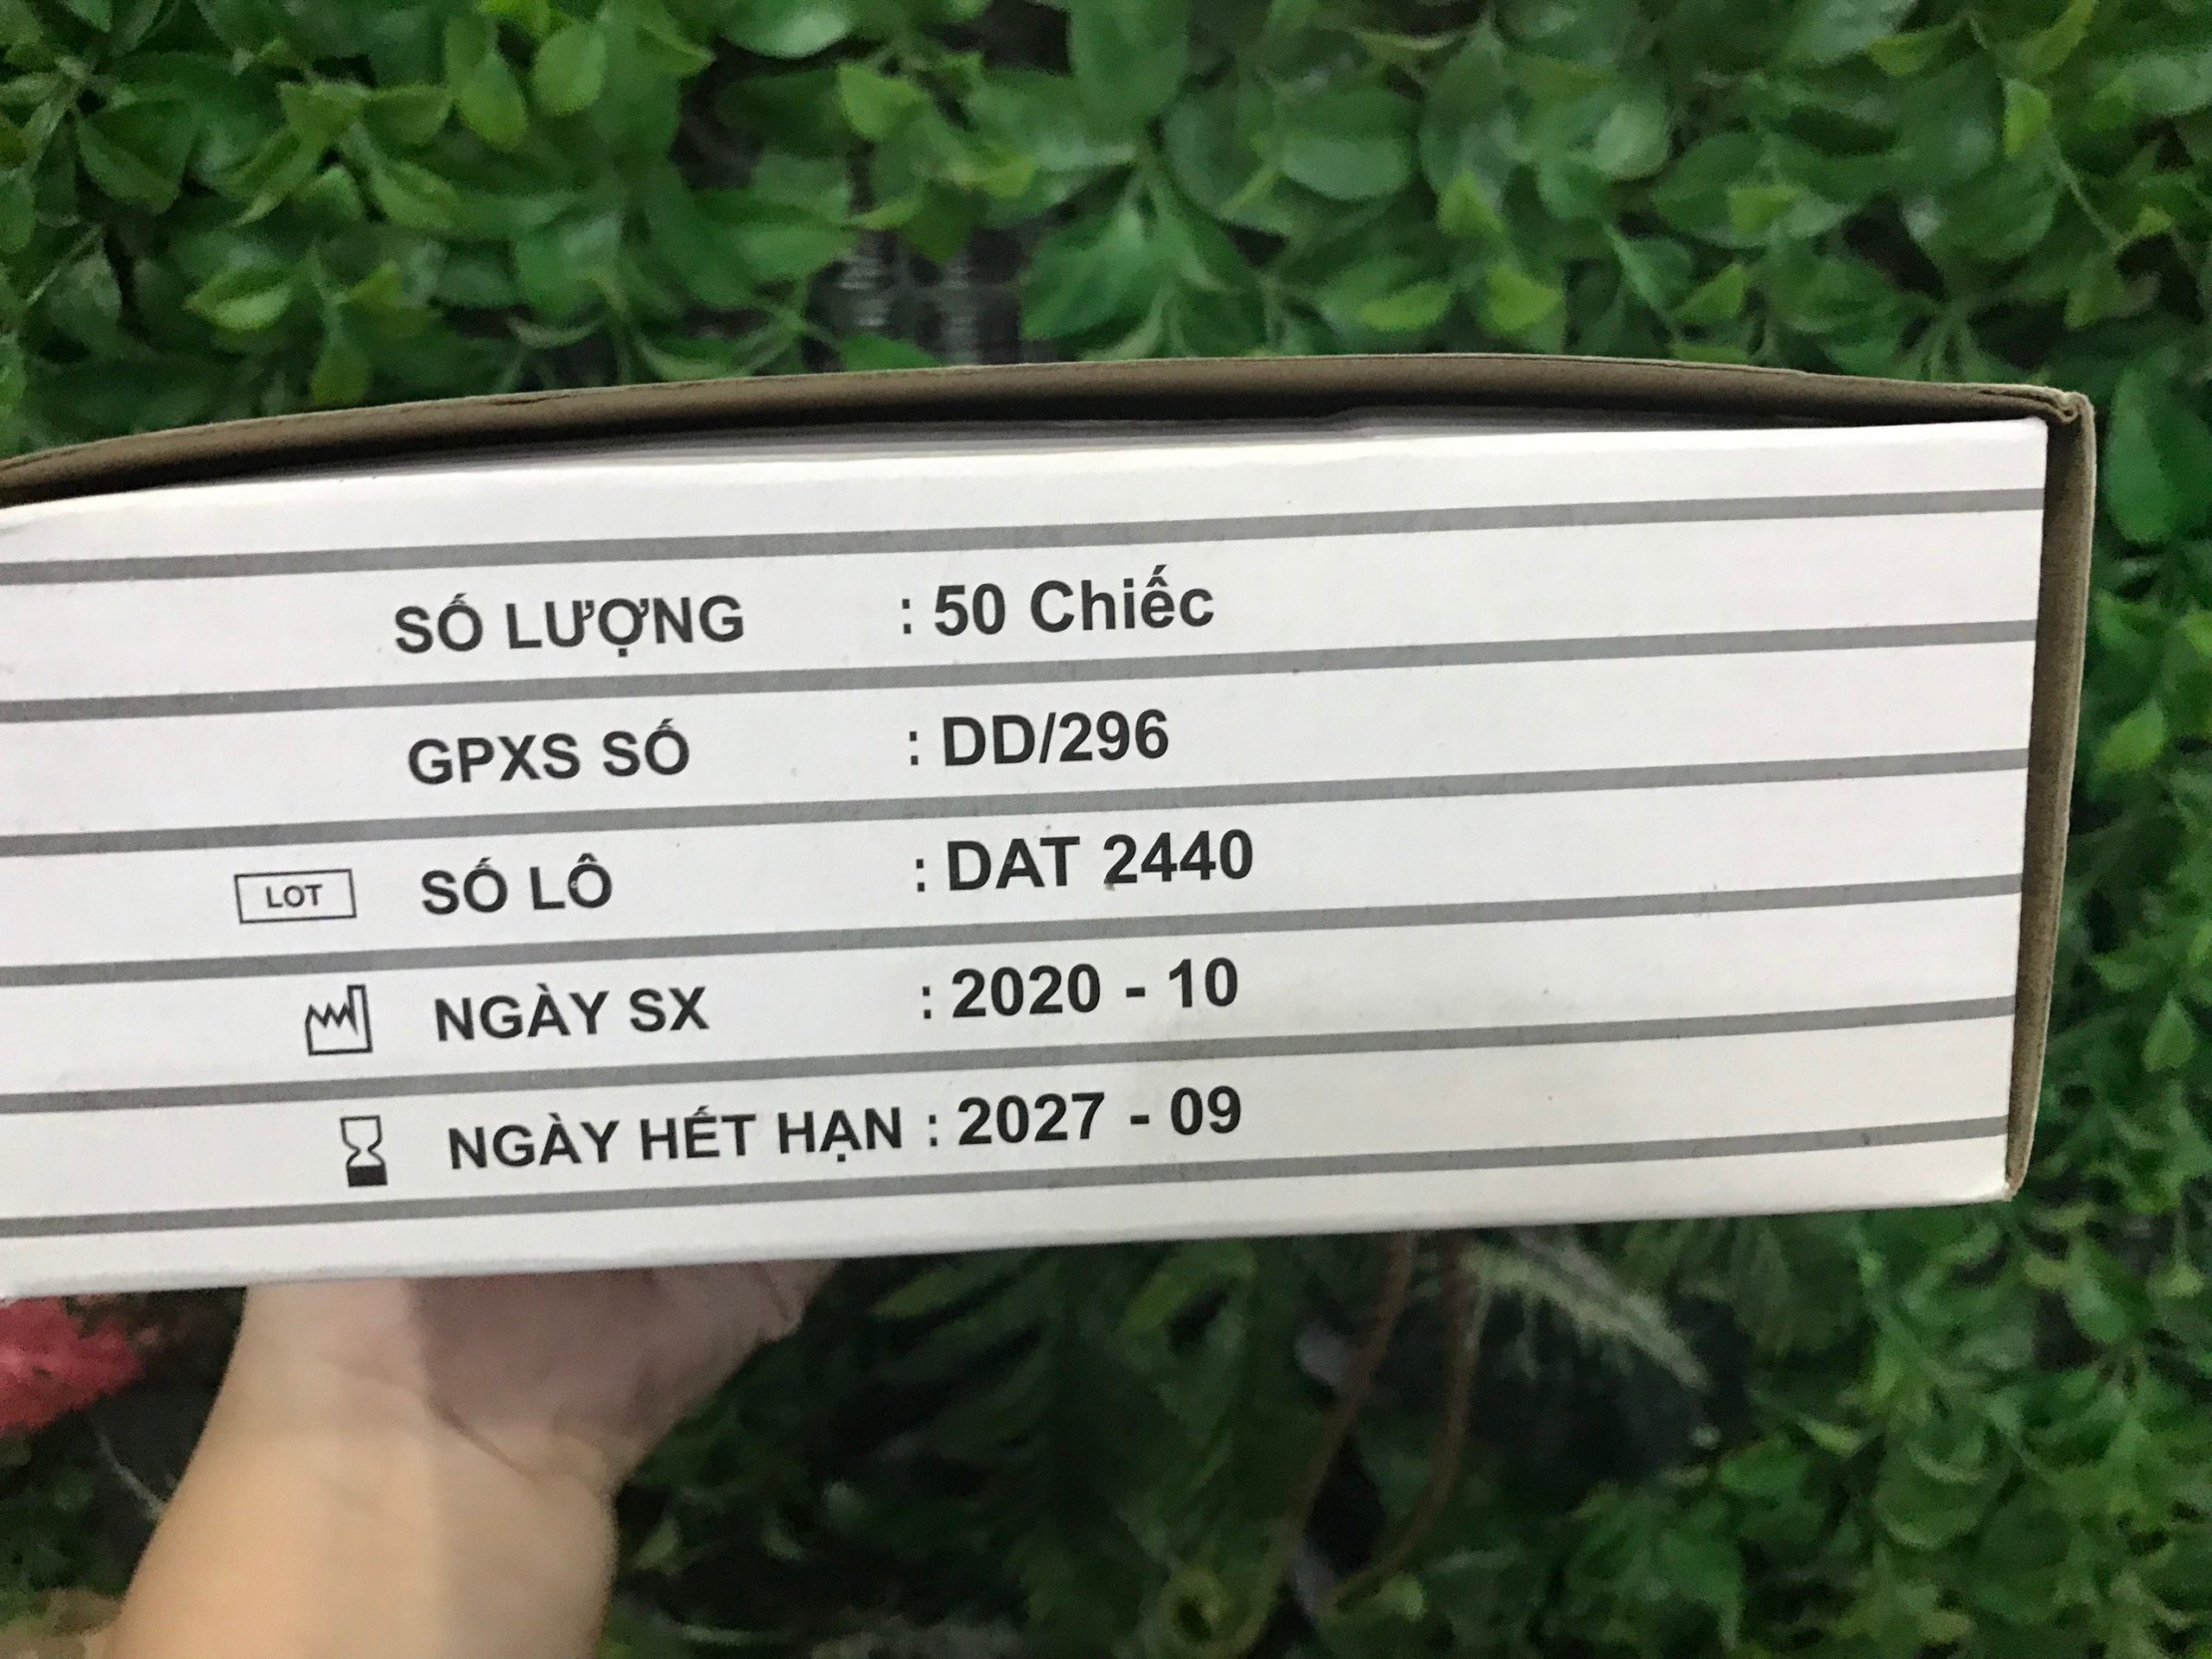 SỐ LƯỢNG : 50 Chiếc
GPXS SỐ : DD/296
LOT SỐ LÔ : DAT 2440
NGÀY SX : 2020 - 10
NGÀY HẾT HẠN : 2027 - 09